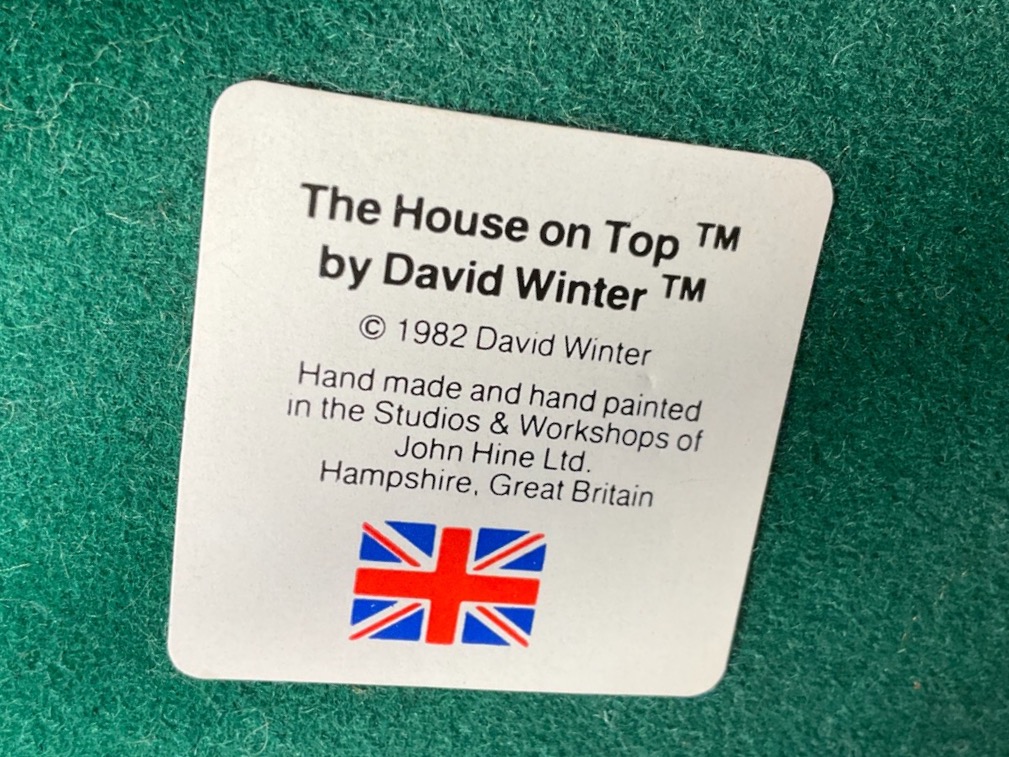 The House on Top ™
by David Winter ™
© 1982 David Winter
Hand made and hand painted
in the Studios & Workshops of
John Hine Ltd.
Hampshire, Great Britain